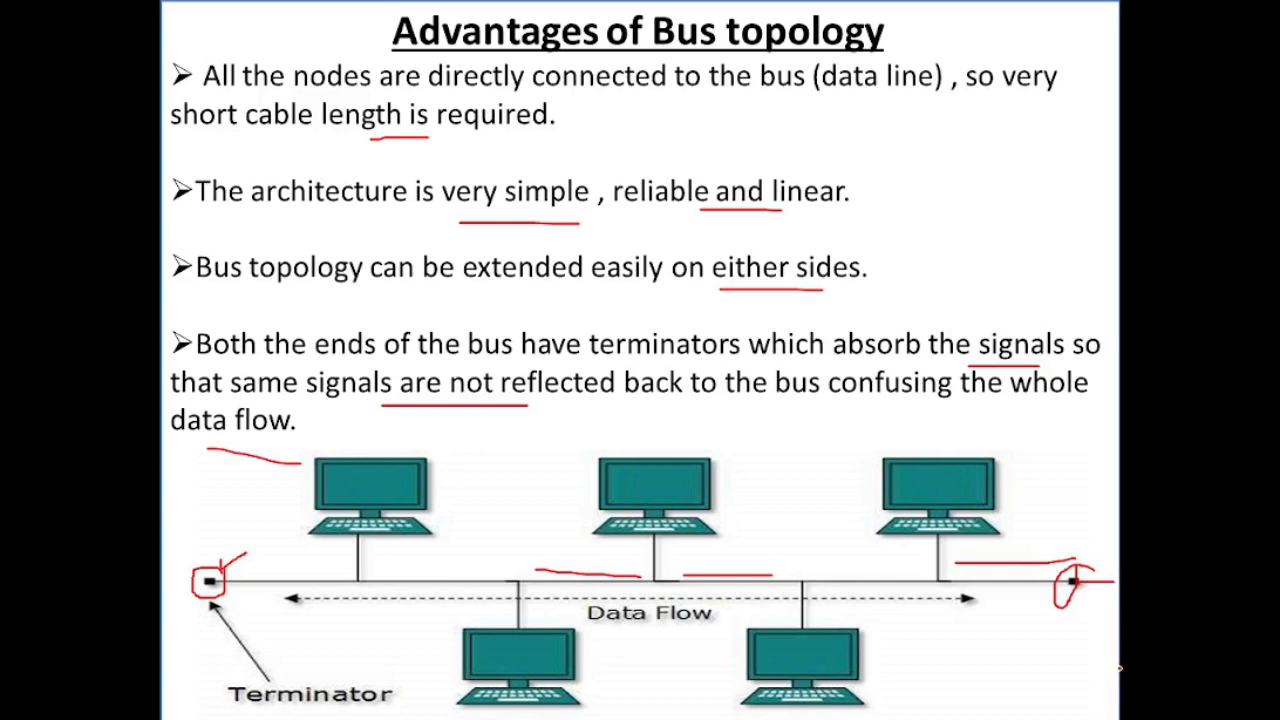 Advantages of Bus topology
➢ All the nodes are directly connected to the bus (data line) , so very
short cable length is required.
➢The architecture is very simple , reliable and linear.
➢Bus topology can be extended easily on either sides.
➢Both the ends of the bus have terminators which absorb the signals so
that same signals are not reflected back to the bus confusing the whole
data flow.
Data Flow
Terminator